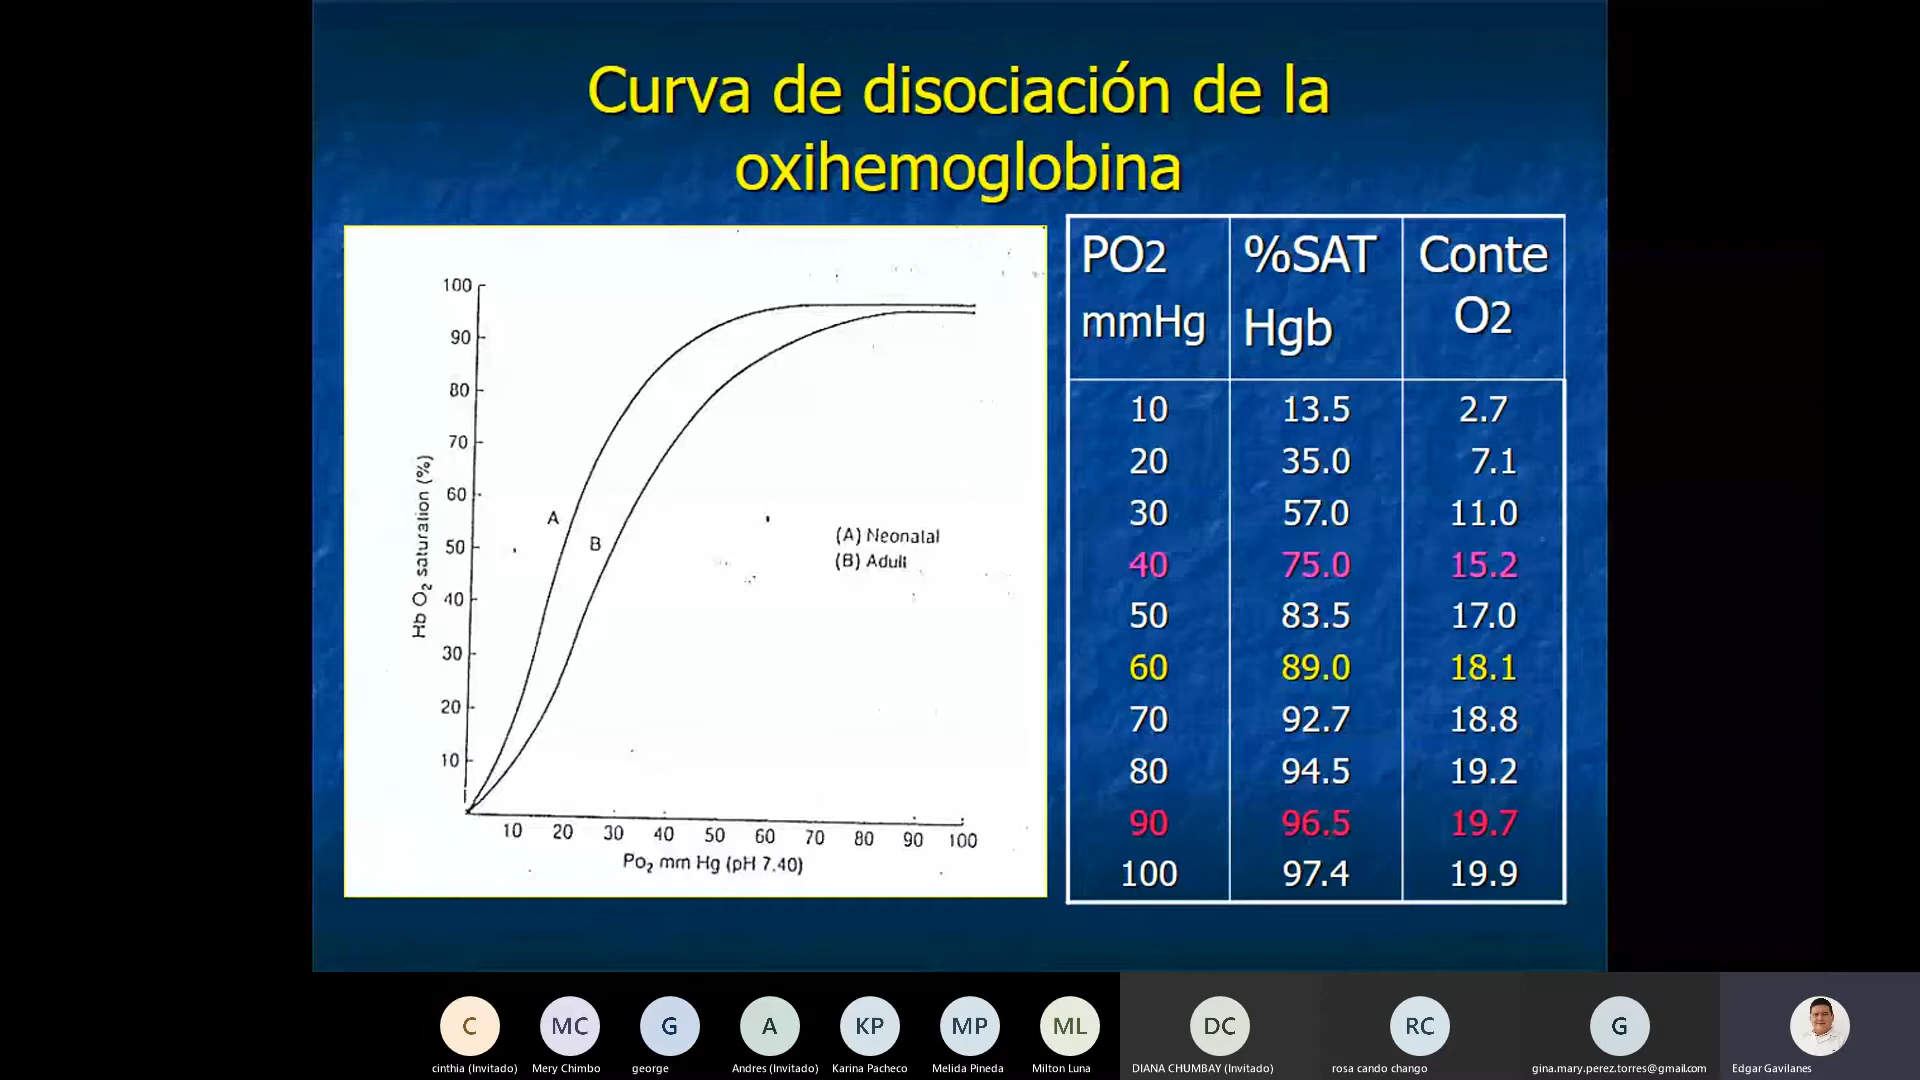 Curva de disociación de la
oxihemoglobina
100
90
80
70
60
50
40
30
20
10
Hb O2 saturation (%)
A
B
(A) Neonatal
(B) Adult
10 20 30 40 50 60 70 80 90 100
Po2 mm Hg (pH 7.40)
PO2 mmHg %SAT Hgb Conte O2
10 13.5 2.7
20 35.0 7.1
30 57.0 11.0
40 75.0 15.2
50 83.5 17.0
60 89.0 18.1
70 92.7 18.8
80 94.5 19.2
90 96.5 19.7
100 97.4 19.9
C MC G A KP MP ML DC RC G
cinthia (Invitado) Mery Chimbo george Andres (Invitado) Karina Pacheco Melida Pineda Milton Luna DIANA CHUMBAY (Invitado) rosa cando chango gina.mary.perez.torres@gmail.com Edgar Gavilanes